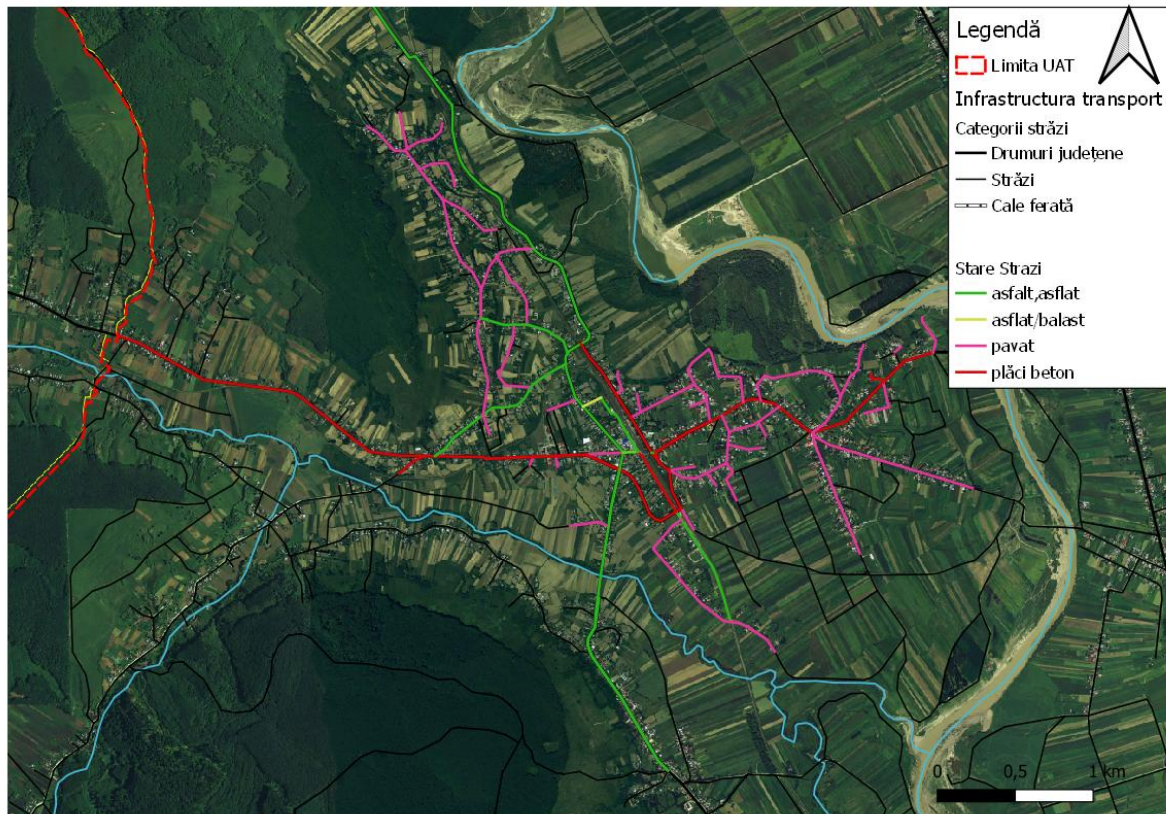 Legendă
Limita UAT
Infrastructura transport
Categorii străzi
Drumuri județene
Străzi
Cale ferată
Stare Strazi
asfalt,asflat
asflat/balast
pavat
plăci beton
0 0,5 1 km